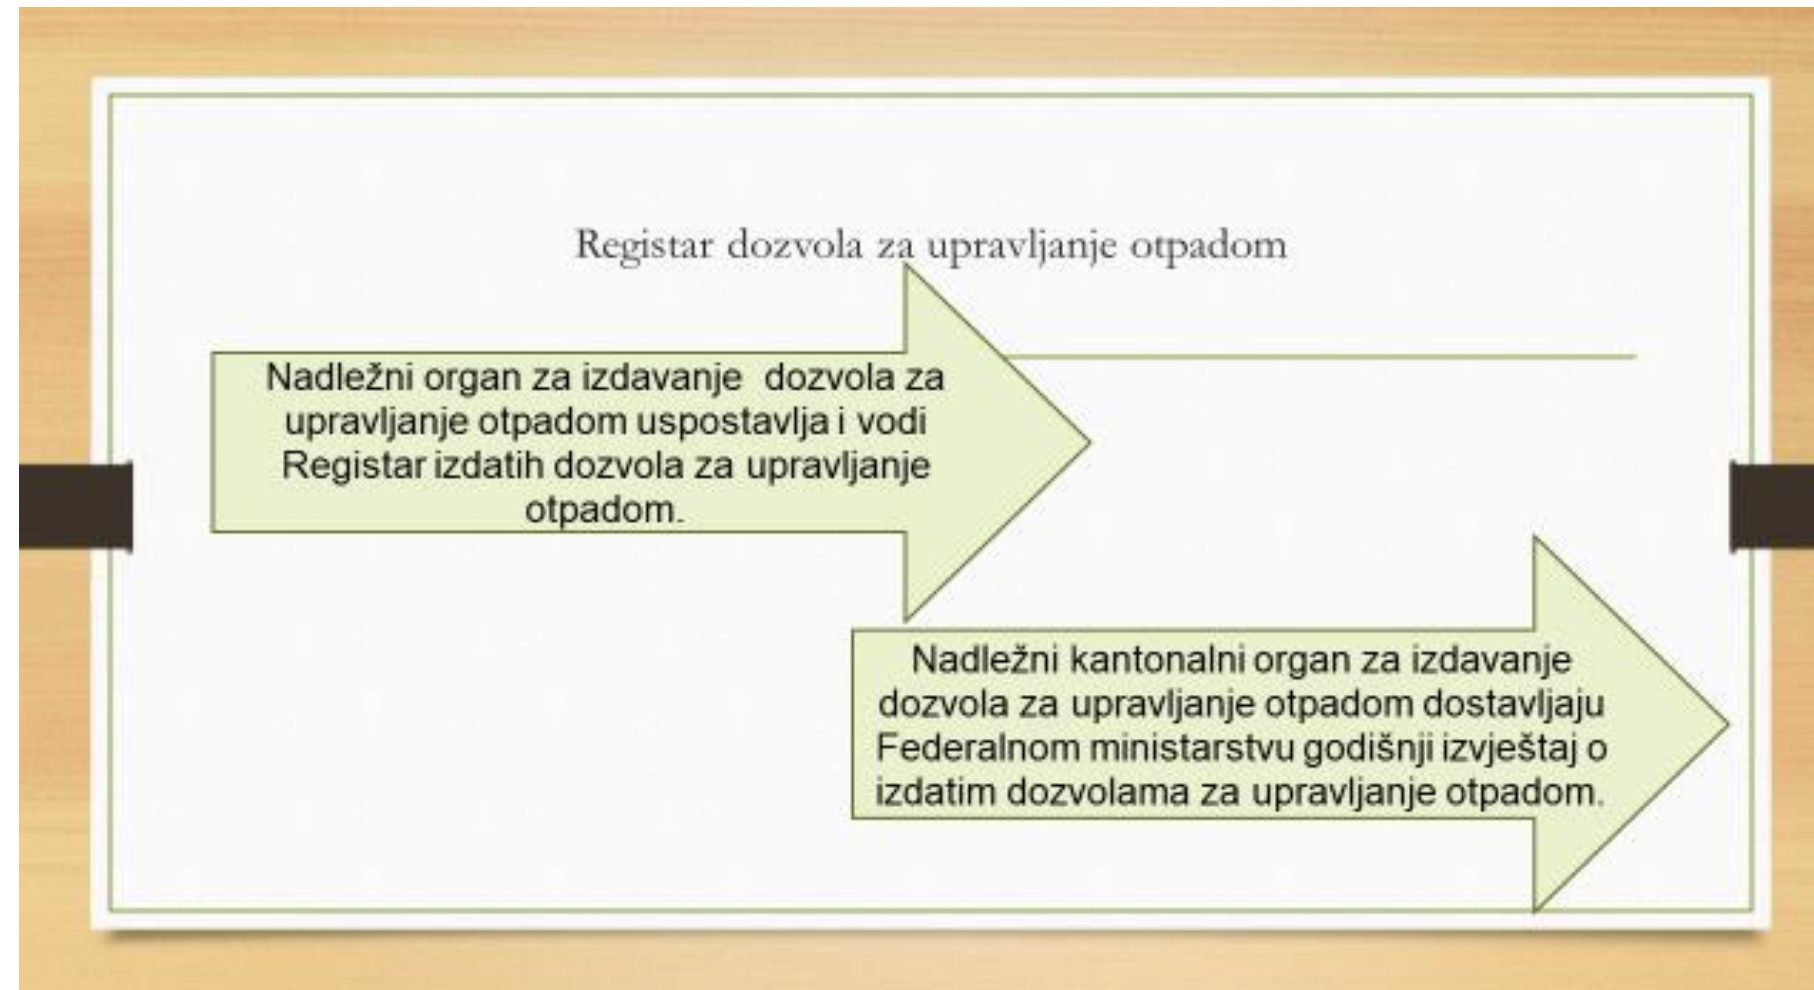 Registar dozvola za upravljanje otpadom
Nadležni organ za izdavanje dozvola za
upravljanje otpadom uspostavlja i vodi
Registar izdatih dozvola za upravljanje
otpadom.
Nadležni kantonalni organ za izdavanje
dozvola za upravljanje otpadom dostavljaju
Federalnom ministarstvu godišnji izvještaj o
izdatim dozvolama za upravljanje otpadom.